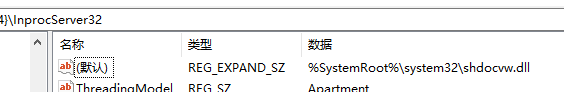 4}\InprocServer32
名称 类型 数据
(默认) REG_EXPAND_SZ %SystemRoot%\system32\shdocvw.dll
ThreadingModel REG_SZ Apartment